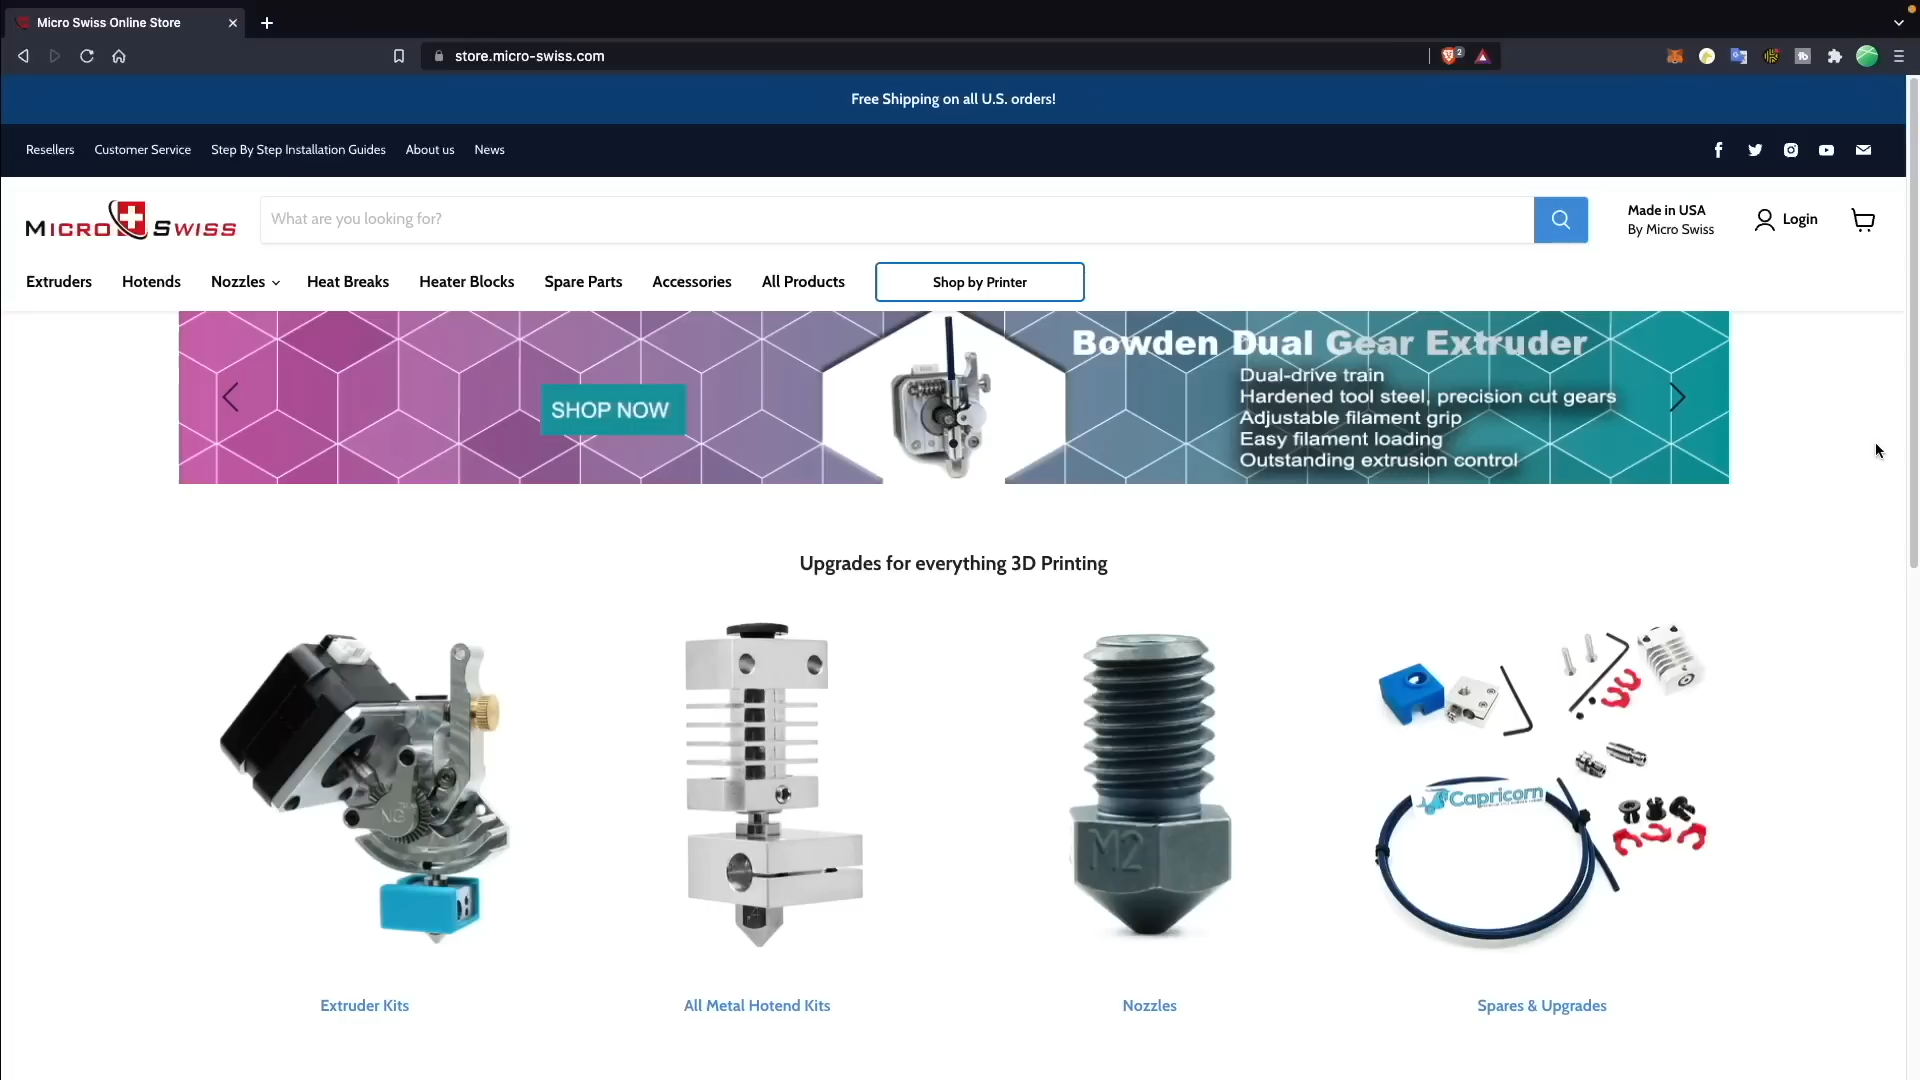 Micro Swiss Online Store
store.micro-swiss.com
2
Free Shipping on all U.S. orders!
Resellers Customer Service Step By Step Installation Guides About us News
MICRO SWISS
What are you looking for?
Made in USA
By Micro Swiss
Login
Extruders Hotends Nozzles Heat Breaks Heater Blocks Spare Parts Accessories All Products Shop by Printer
SHOP NOW
Bowden Dual Gear Extruder
Dual-drive train
Hardened tool steel, precision cut gears
Adjustable filament grip
Easy filament loading
Outstanding extrusion control
Upgrades for everything 3D Printing
NG
M2
Capricorn
Extruder Kits All Metal Hotend Kits Nozzles Spares & Upgrades